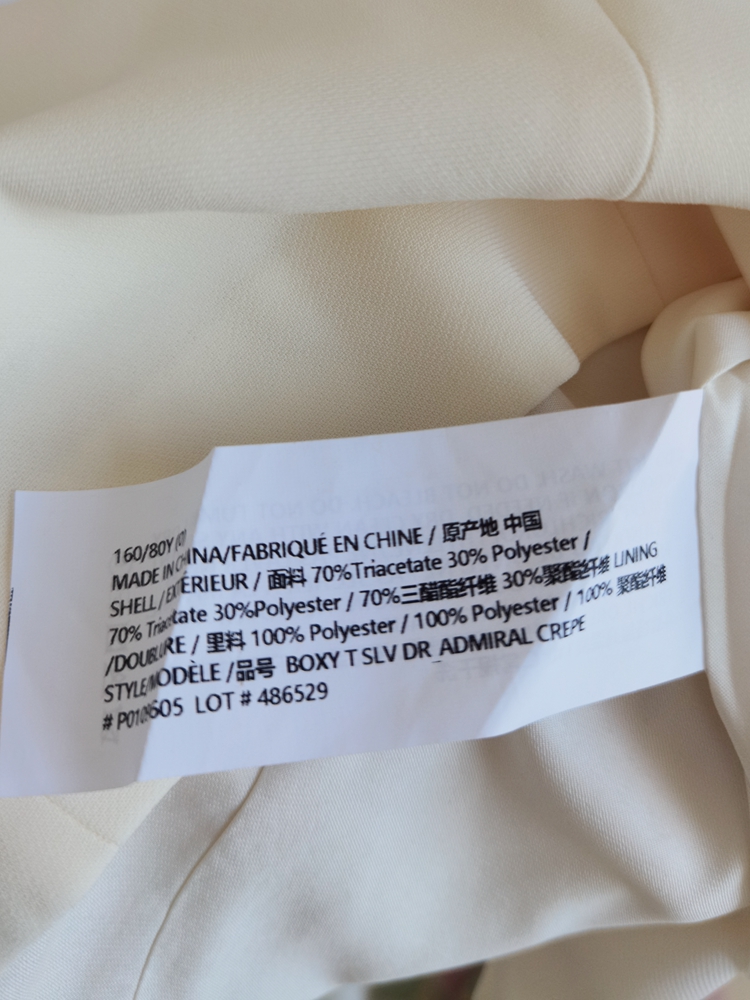 160/80Y (0)
MADE IN CHINA/FABRIQUÉ EN CHINE / 原产地 中国
SHELL/EXTÉRIEUR / 面料 70%Triacetate 30% Polyester /
70% Triacetate 30%Polyester / 70%三醋酯纤维 30%聚酯纤维 LINING
/DOUBLURE / 里料 100% Polyester / 100% Polyester / 100% 聚酯纤维
STYLE/MODÈLE /品号 BOXY T SLV DR_ADMIRAL CREPE
# LOT # 486529